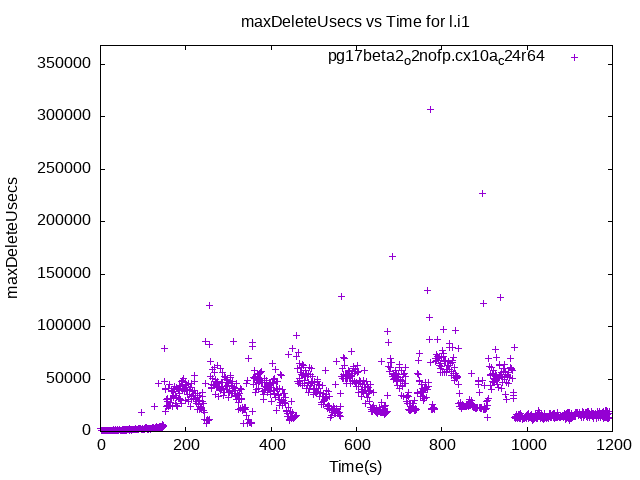 maxDeleteUsecs vs Time for l.i1
pg17beta2_o2nofp.cx10a_c24r64
350000
300000
250000
200000
150000
100000
50000
0
maxDeleteUsecs
0 200 400 600 800 1000 1200
Time(s)